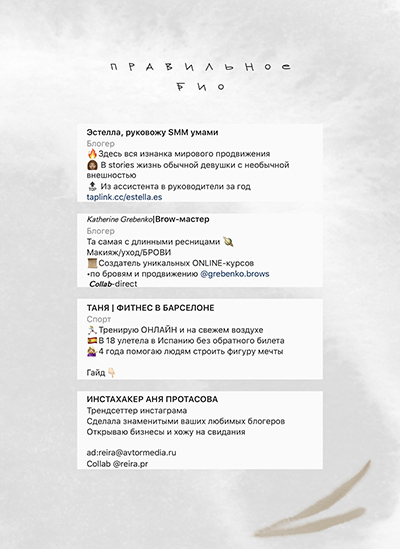 ПРАВИЛЬНОЕ
БИО
Эстелла, руковожу SMM умами
Блогер
🔥Здесь вся изнанка мирового продвижения
👩🏽 В stories жизнь обычной девушки с необычной
внешностью
🔝 Из ассистента в руководители за год
taplink.cc/estella.es
Katherine Grebenko|Brow-мастер
Блогер
Та самая с длинными ресницами
Макияж/уход/БРОВИ
📜Создатель уникальных ONLINE-курсов
◦по бровям и продвижению @grebenko.brows
Collab-direct
ТАНЯ | ФИТНЕС В БАРСЕЛОНЕ
Спорт
🏃🏻‍♀️Тренирую ОНЛАЙН и на свежем воздухе
🇪🇸В 18 улетела в Испанию без обратного билета
4 года помогаю людям строить фигуру мечты
Гайд👇🏻
ИНСТАХАКЕР АНЯ ПРОТАСОВА
Трендсеттер инстаграма
Сделала знаменитыми ваших любимых блогеров
Открываю бизнесы и хожу на свидания
ad:reira@avtormedia.ru
Collab @reira.pr